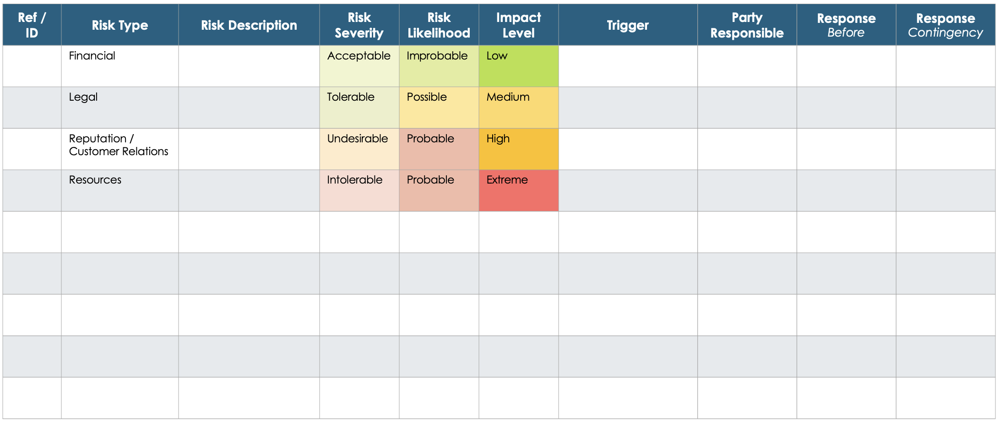 Ref /
ID
Risk Type
Risk Description
Risk
Severity
Risk
Likelihood
Impact
Level
Trigger
Party
Responsible
Response
Before
Response
Contingency
Financial
Acceptable
Improbable
Low
Legal
Tolerable
Possible
Medium
Reputation /
Customer Relations
Undesirable
Probable
High
Resources
Intolerable
Probable
Extreme